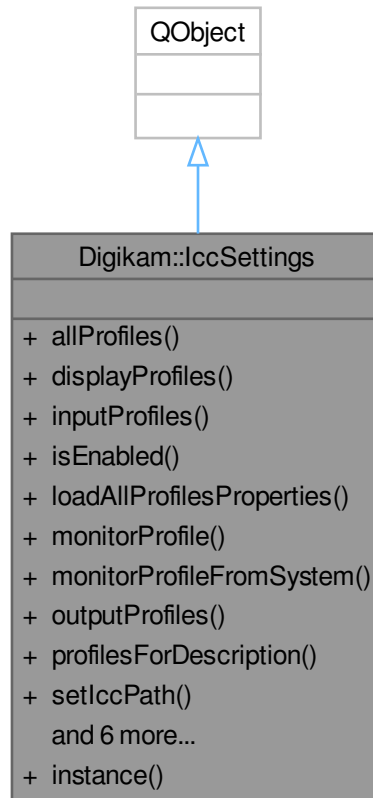 QObject
Digikam::IccSettings
+ allProfiles()
+ displayProfiles()
+ inputProfiles()
+ isEnabled()
+ loadAllProfilesProperties()
+ monitorProfile()
+ monitorProfileFromSystem()
+ outputProfiles()
+ profilesForDescription()
+ setIccPath()
and 6 more...
+ instance()